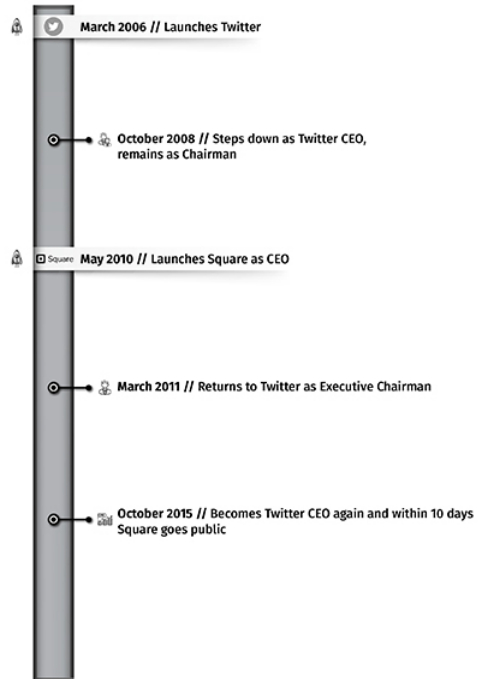 March 2006 // Launches Twitter
October 2008 // Steps down as Twitter CEO,
remains as Chairman
Square
May 2010 // Launches Square as CEO
March 2011 // Returns to Twitter as Executive Chairman
October 2015 // Becomes Twitter CEO again and within 10 days
Square goes public